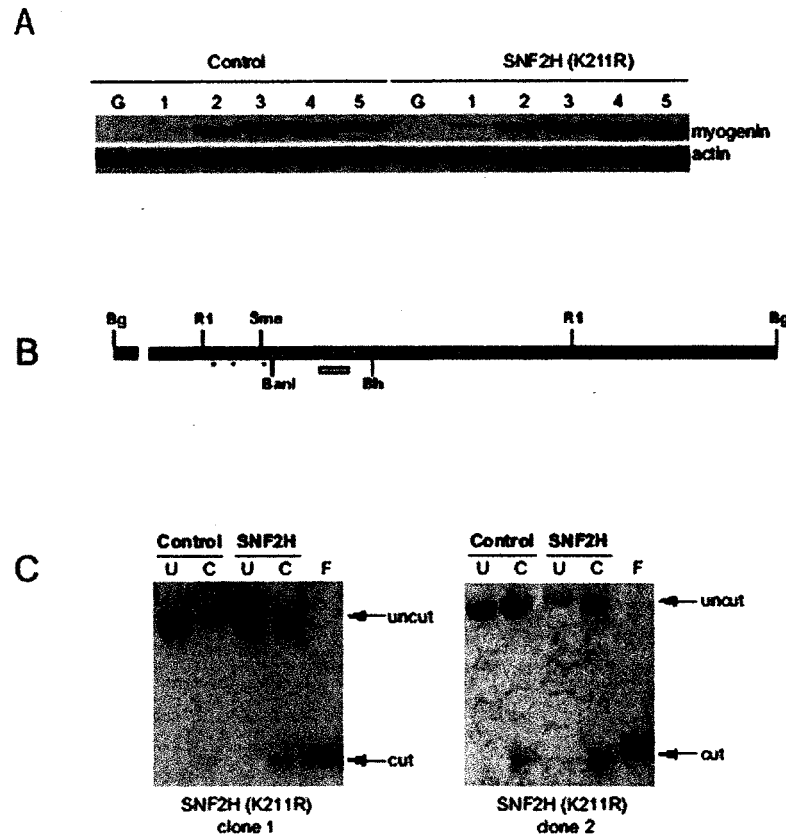 A
Control SNF2H (K211R)
G 1 2 3 4 5 G 1 2 3 4 5
myogenin
actin
B
Bg R1 Sma R1 Bg
BanI Bh
C
Control SNF2H
U C U C F
uncut
cut
SNF2H (K211R)
clone 1
Control SNF2H
U C U C F
uncut
cut
SNF2H (K211R)
clone 2